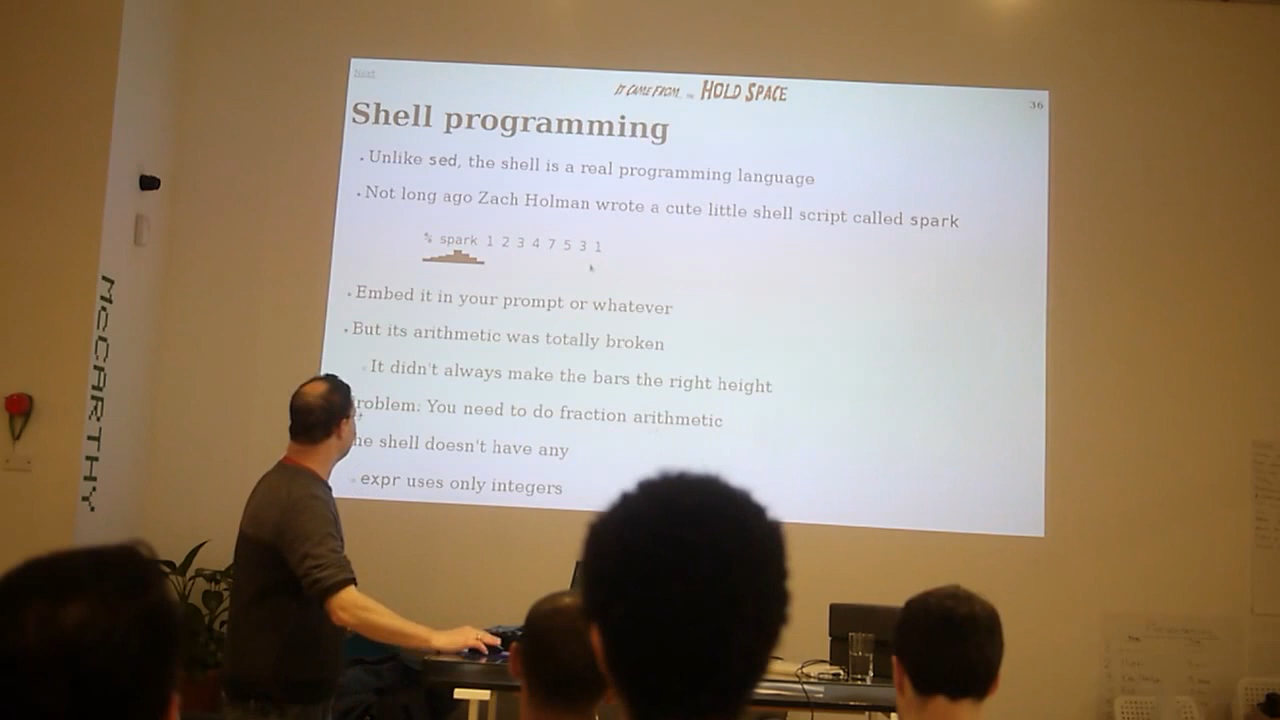 Next
IT CAME FROM... THE HOLD SPACE
36
Shell programming
Unlike sed, the shell is a real programming language
Not long ago Zach Holman wrote a cute little shell script called spark
% spark 1 2 3 4 7 5 3 1
Embed it in your prompt or whatever
But its arithmetic was totally broken
It didn't always make the bars the right height
roblem: You need to do fraction arithmetic
he shell doesn't have any
expr uses only integers
McCARTHY